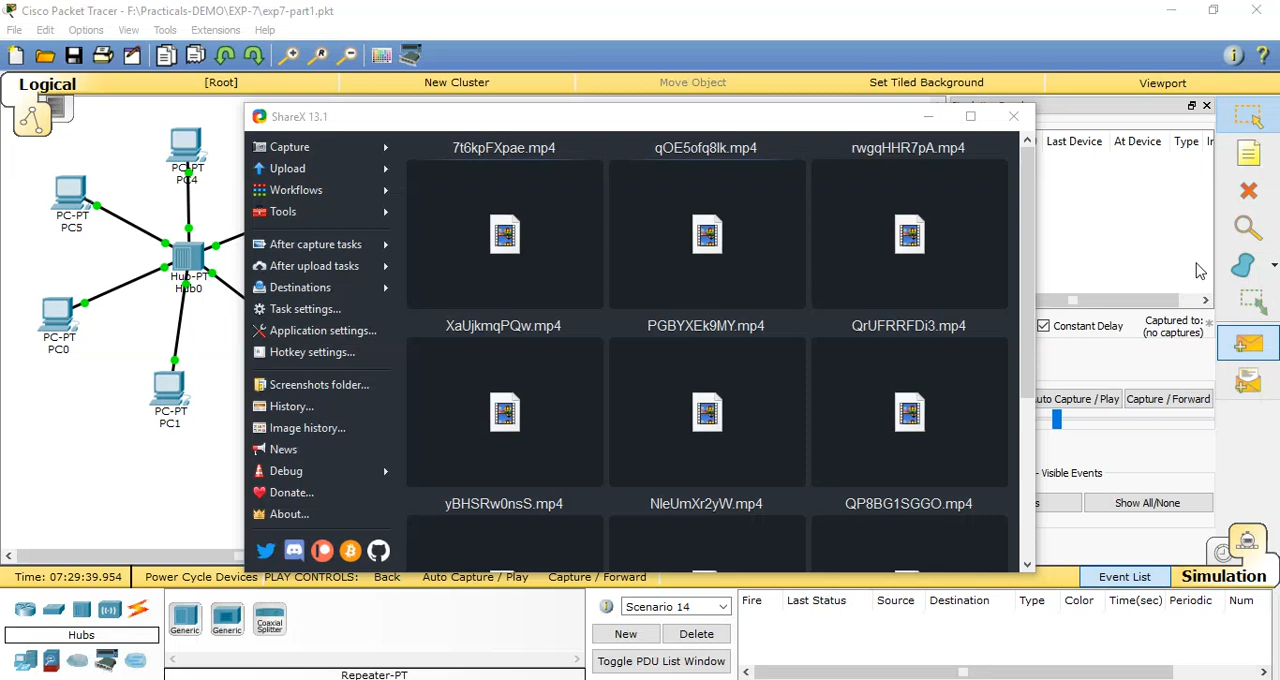 Cisco Packet Tracer - F:\Practicals-DEMO\EXP-7\exp7-part1.pkt
File Edit Options View Tools Extensions Help
Logical [Root] New Cluster Move Object Set Tiled Background Viewport
ShareX 13.1
Capture
Upload
Workflows
Tools
After capture tasks
After upload tasks
Destinations
Task settings...
Application settings...
Hotkey settings...
Screenshots folder...
History...
Image history...
News
Debug
Donate...
About...
7t6kpFXpae.mp4 qOE5ofq8lk.mp4 rwgqHHR7pA.mp4
XaUjkmqPQw.mp4 PGBYXEk9MY.mp4 QrUFRRFDi3.mp4
yBHSRw0nsS.mp4 NleUmXr2yW.mp4 QP8BG1SGGO.mp4
PC-PT
PC4
PC-PT
PC5
Hub-PT
Hub0
PC-PT
PC0
PC-PT
PC1
Last Device At Device Type
Constant Delay
Captured to:
(no captures)
Auto Capture / Play Capture / Forward
Visible Events
Show All/None
Time: 07:29:39.954 Power Cycle Devices PLAY CONTROLS: Back Auto Capture / Play Capture / Forward Event List Simulation
Hubs
Generic Generic Coaxial
Splitter
Repeater-PT
Scenario 14
New Delete
Toggle PDU List Window
Fire Last Status Source Destination Type Color Time(sec) Periodic Num